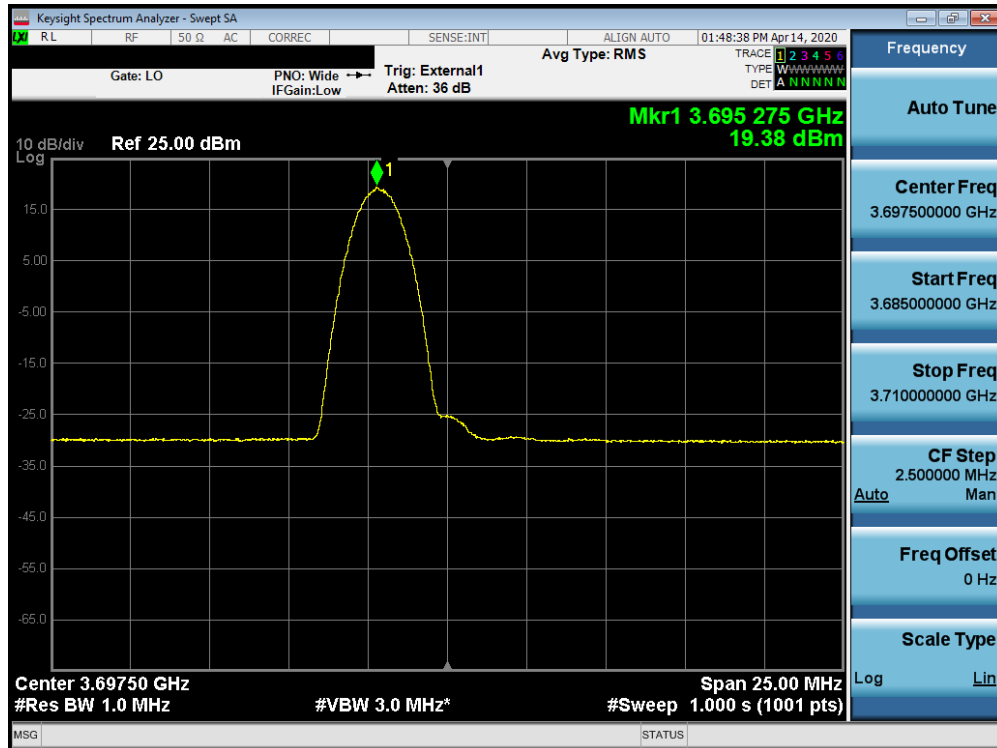 Keysight Spectrum Analyzer - Swept SA
LXI RL RF 50 Ω AC CORREC SENSE:INT ALIGN AUTO 01:48:38 PM Apr 14, 2020
Gate: LO
PNO: Wide
IFGain:Low
Trig: External1
Atten: 36 dB
Avg Type: RMS
TRACE 1 2 3 4 5 6
TYPE WWWWWWW
DET A N N N N N
Mkr1 3.695 275 GHz
19.38 dBm
10 dB/div Ref 25.00 dBm
Log
1
15.0
5.00
-5.00
-15.0
-25.0
-35.0
-45.0
-55.0
-65.0
Center 3.69750 GHz Span 25.00 MHz
#Res BW 1.0 MHz #VBW 3.0 MHz* #Sweep 1.000 s (1001 pts)
MSG STATUS
Frequency
Auto Tune
Center Freq
3.697500000 GHz
Start Freq
3.685000000 GHz
Stop Freq
3.710000000 GHz
CF Step
2.500000 MHz
Auto Man
Freq Offset
0 Hz
Scale Type
Log Lin